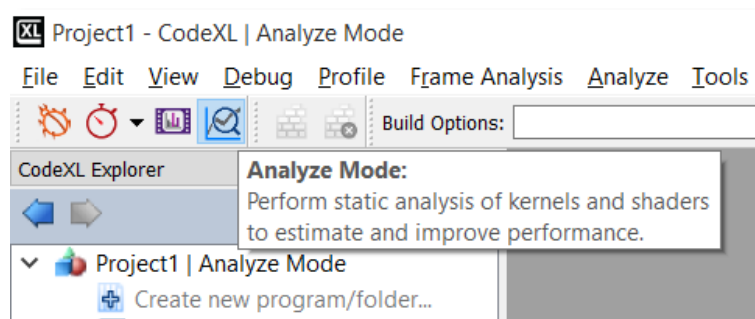 XL Project1 - CodeXL | Analyze Mode
File Edit View Debug Profile Frame Analysis Analyze Tools
Build Options:
CodeXL Explorer
Analyze Mode:
Perform static analysis of kernels and shaders
to estimate and improve performance.
Project1 | Analyze Mode
Create new program/folder...